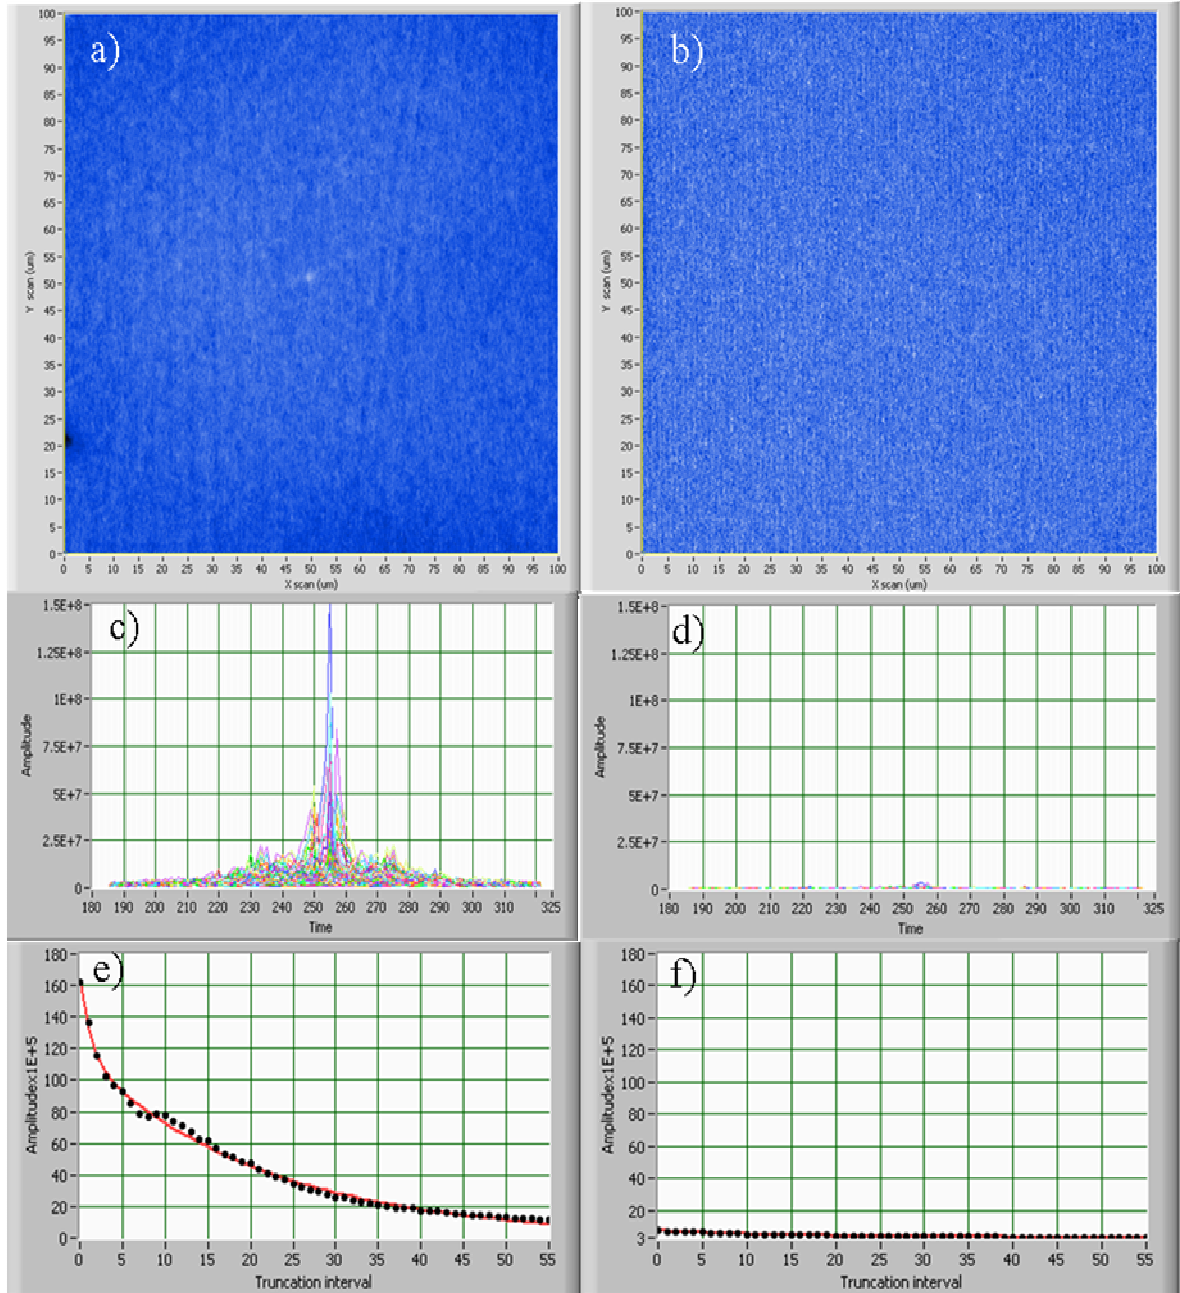 a)
100 95 90 85 80 75 70 65 60 55 50 45 40 35 30 25 20 15 10 5 0
Y scan (um)
0 5 10 15 20 25 30 35 40 45 50 55 60 65 70 75 80 85 90 95 100
X scan (um)
b)
100 95 90 85 80 75 70 65 60 55 50 45 40 35 30 25 20 15 10 5 0
Y scan (um)
0 5 10 15 20 25 30 35 40 45 50 55 60 65 70 75 80 85 90 95 100
X scan (um)
c)
1.5E+8 1.25E+8 1E+8 7.5E+7 5E+7 2.5E+7 0
Amplitude
180 190 200 210 220 230 240 250 260 270 280 290 300 310 325
Time
d)
1.5E+8 1.25E+8 1E+8 7.5E+7 5E+7 2.5E+7 0
Amplitude
180 190 200 210 220 230 240 250 260 270 280 290 300 310 325
Time
e)
180 160 140 120 100 80 60 40 20 0
Amplitudex1E+5
0 5 10 15 20 25 30 35 40 45 50 55
Truncation interval
f)
180 160 140 120 100 80 60 40 20 3
Amplitudex1E+5
0 5 10 15 20 25 30 35 40 45 50 55
Truncation interval